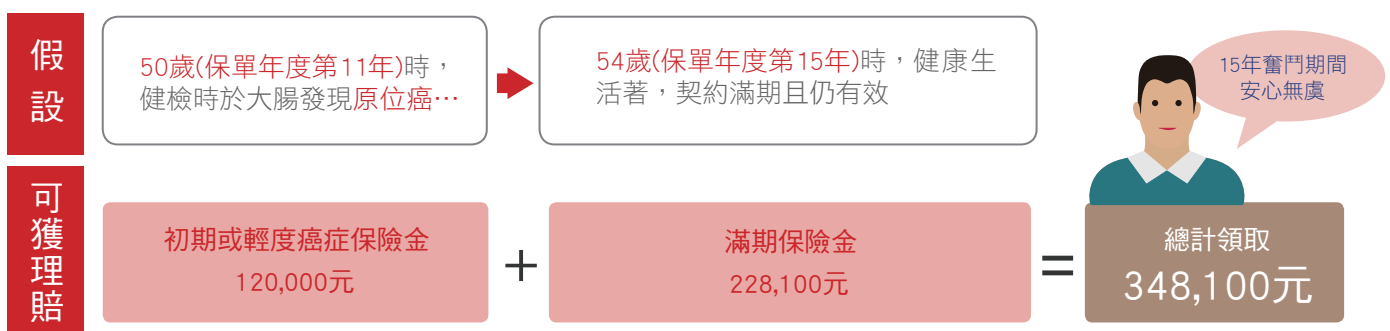 假設
50歲(保單年度第11年)時，
健檢時於大腸發現原位癌…
54歲(保單年度第15年)時，健康生
活著，契約滿期且仍有效
15年奮鬥期間
安心無虞
可獲理賠
初期或輕度癌症保險金
120,000元
+
滿期保險金
228,100元
=
總計領取
348,100元